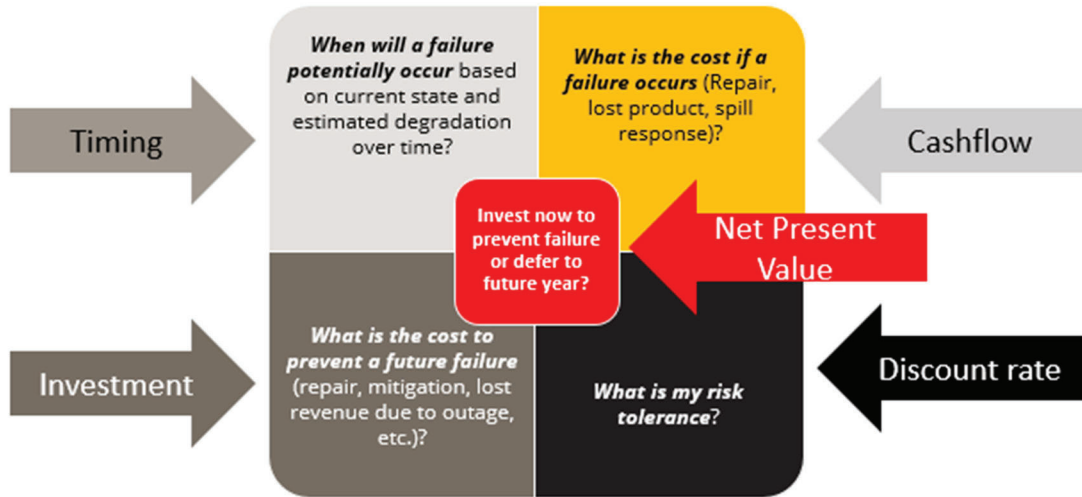 When will a failure
potentially occur based
on current state and
estimated degradation
over time?
What is the cost if a
failure occurs (Repair,
lost product, spill
response)?
Timing
Cashflow
Invest now to
prevent failure
or defer to
future year?
Net Present
Value
What is the cost to
prevent a future failure
(repair, mitigation, lost
revenue due to outage,
etc.)?
What is my risk
tolerance?
Investment
Discount rate